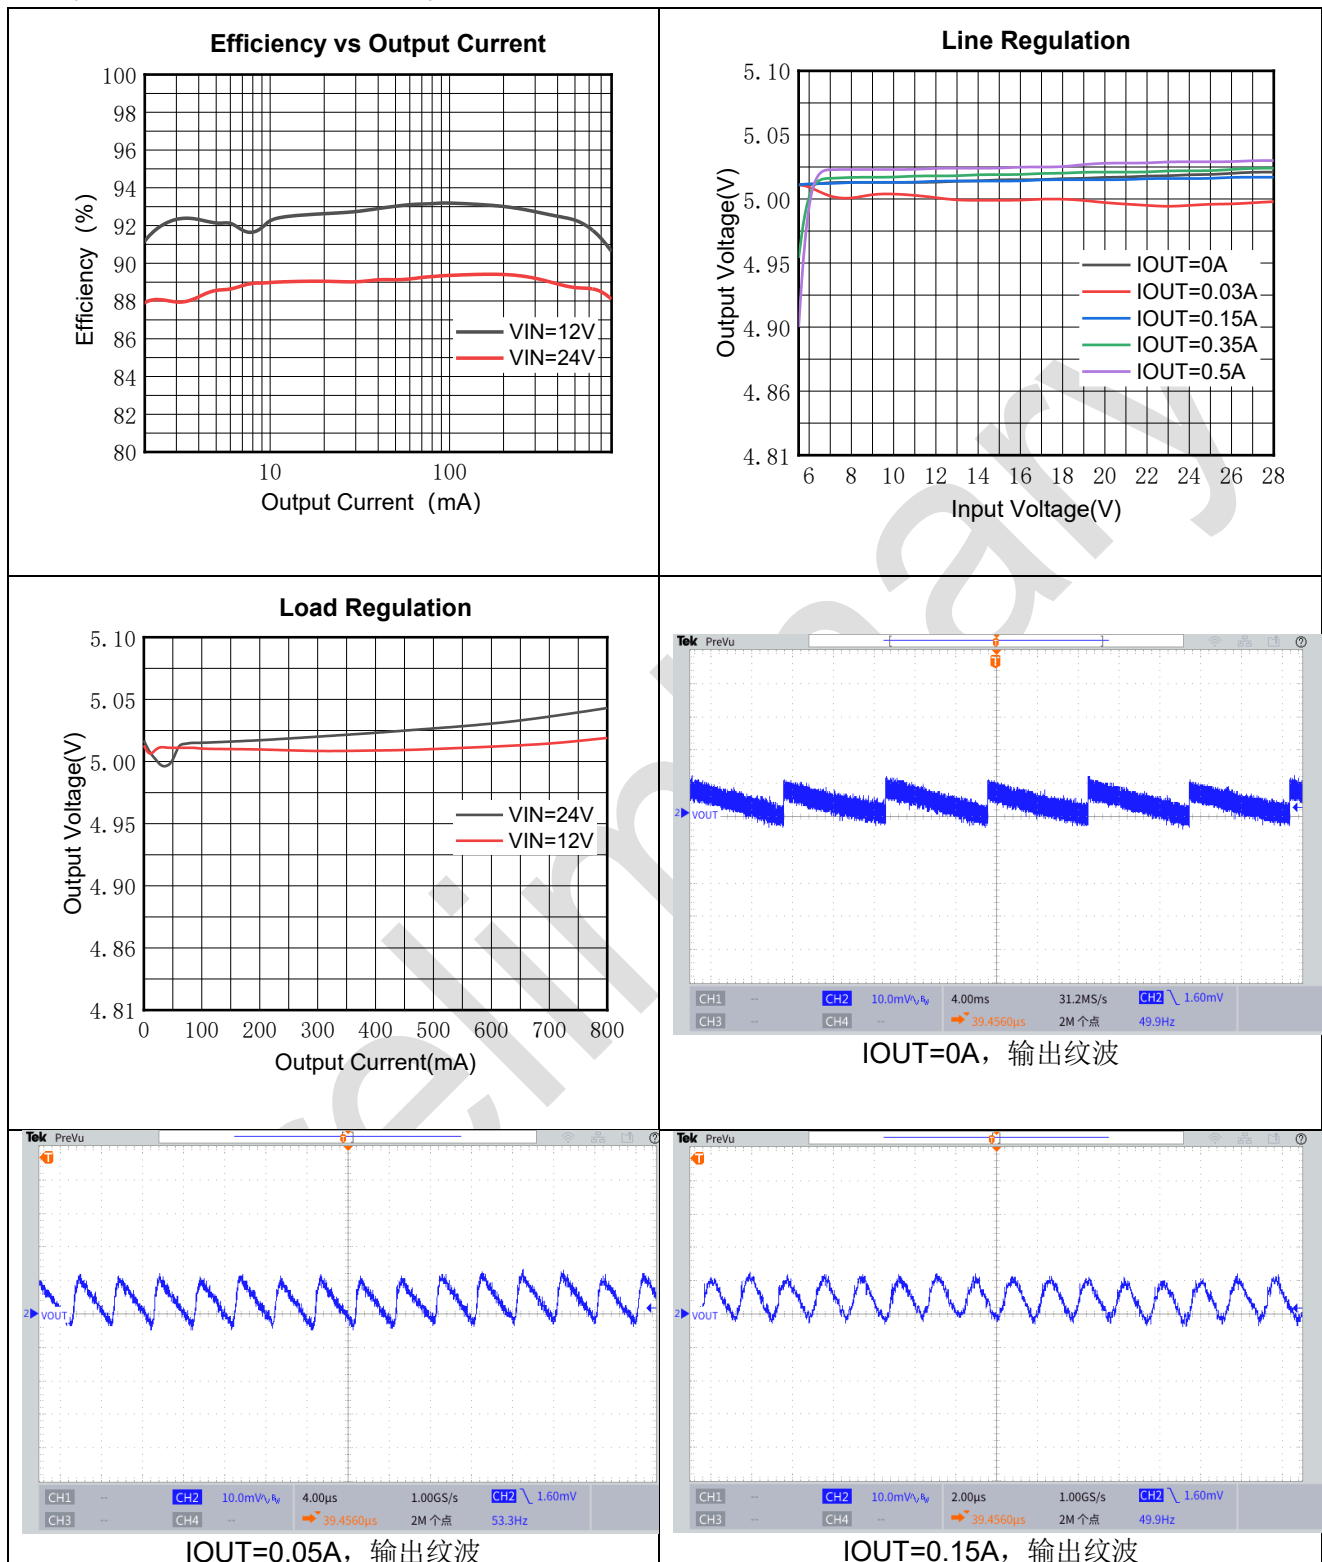 Efficiency vs Output Current
100
98
96
94
92
90
88
86
84
82
80
Efficiency (%)
VIN=12V
VIN=24V
10 100
Output Current (mA)
Line Regulation
5.10
5.05
5.00
4.95
4.90
4.86
4.81
Output Voltage(V)
IOUT=0A
IOUT=0.03A
IOUT=0.15A
IOUT=0.35A
IOUT=0.5A
6 8 10 12 14 16 18 20 22 24 26 28
Input Voltage(V)
Load Regulation
5.10
5.05
5.00
4.95
4.90
4.86
4.81
Output Voltage(V)
VIN=24V
VIN=12V
0 100 200 300 400 500 600 700 800
Output Current(mA)
Tek PreVu
T
T
2 VOUT
CH1 -- CH2 10.0mV 4.00ms 31.2MS/s CH2 1.60mV
CH3 -- CH4 -- 39.4560µs 2M 个点 49.9Hz
IOUT=0A，输出纹波
Tek PreVu
T
T
2 VOUT
CH1 -- CH2 10.0mV 4.00µs 1.00GS/s CH2 1.60mV
CH3 -- CH4 -- 39.4560µs 2M 个点 53.3Hz
IOUT=0.05A，输出纹波
Tek PreVu
T
T
2 VOUT
CH1 -- CH2 10.0mV 2.00µs 1.00GS/s CH2 1.60mV
CH3 -- CH4 -- 39.4560µs 2M 个点 49.9Hz
IOUT=0.15A，输出纹波